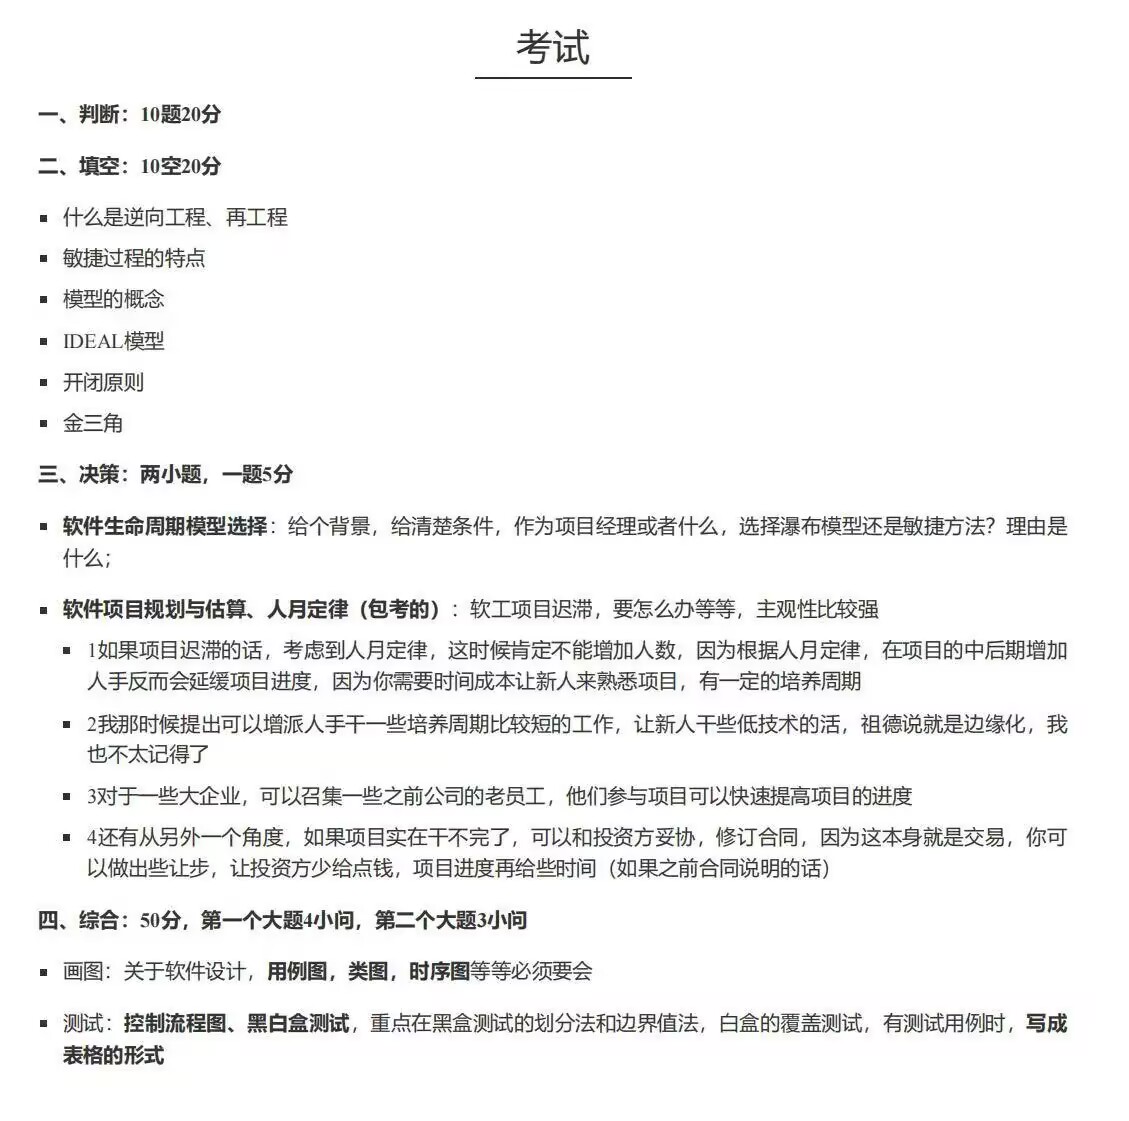 考试
一、判断：10题20分
二、填空：10空20分
什么是逆向工程、再工程
敏捷过程的特点
模型的概念
IDEAL模型
开闭原则
金三角
三、决策：两小题，一题5分
软件生命周期模型选择：给个背景，给清楚条件，作为项目经理或者什么，选择瀑布模型还是敏捷方法？理由是
什么；
软件项目规划与估算、人月定律（包考的）：软工项目迟滞，要怎么办等等，主观性比较强
1如果项目迟滞的话，考虑到人月定律，这时候肯定不能增加人数，因为根据人月定律，在项目的中后期增加
人手反而会延缓项目进度，因为你需要时间成本让新人来熟悉项目，有一定的培养周期
2我那时候提出可以增派人手干一些培养周期比较短的工作，让新人干些低技术的活，祖德说就是边缘化，我
也不太记得了
3对于一些大企业，可以召集一些之前公司的老员工，他们参与项目可以快速提高项目的进度
4还有从另外一个角度，如果项目实在干不完了，可以和投资方妥协，修订合同，因为这本身就是交易，你可
以做出些让步，让投资方少给点钱，项目进度再给些时间（如果之前合同说明的话）
四、综合：50分，第一个大题4小问，第二个大题3小问
画图：关于软件设计，用例图，类图，时序图等等必须要会
测试：控制流程图、黑白盒测试，重点在黑盒测试的划分法和边界值法，白盒的覆盖测试，有测试用例时，写成
表格的形式